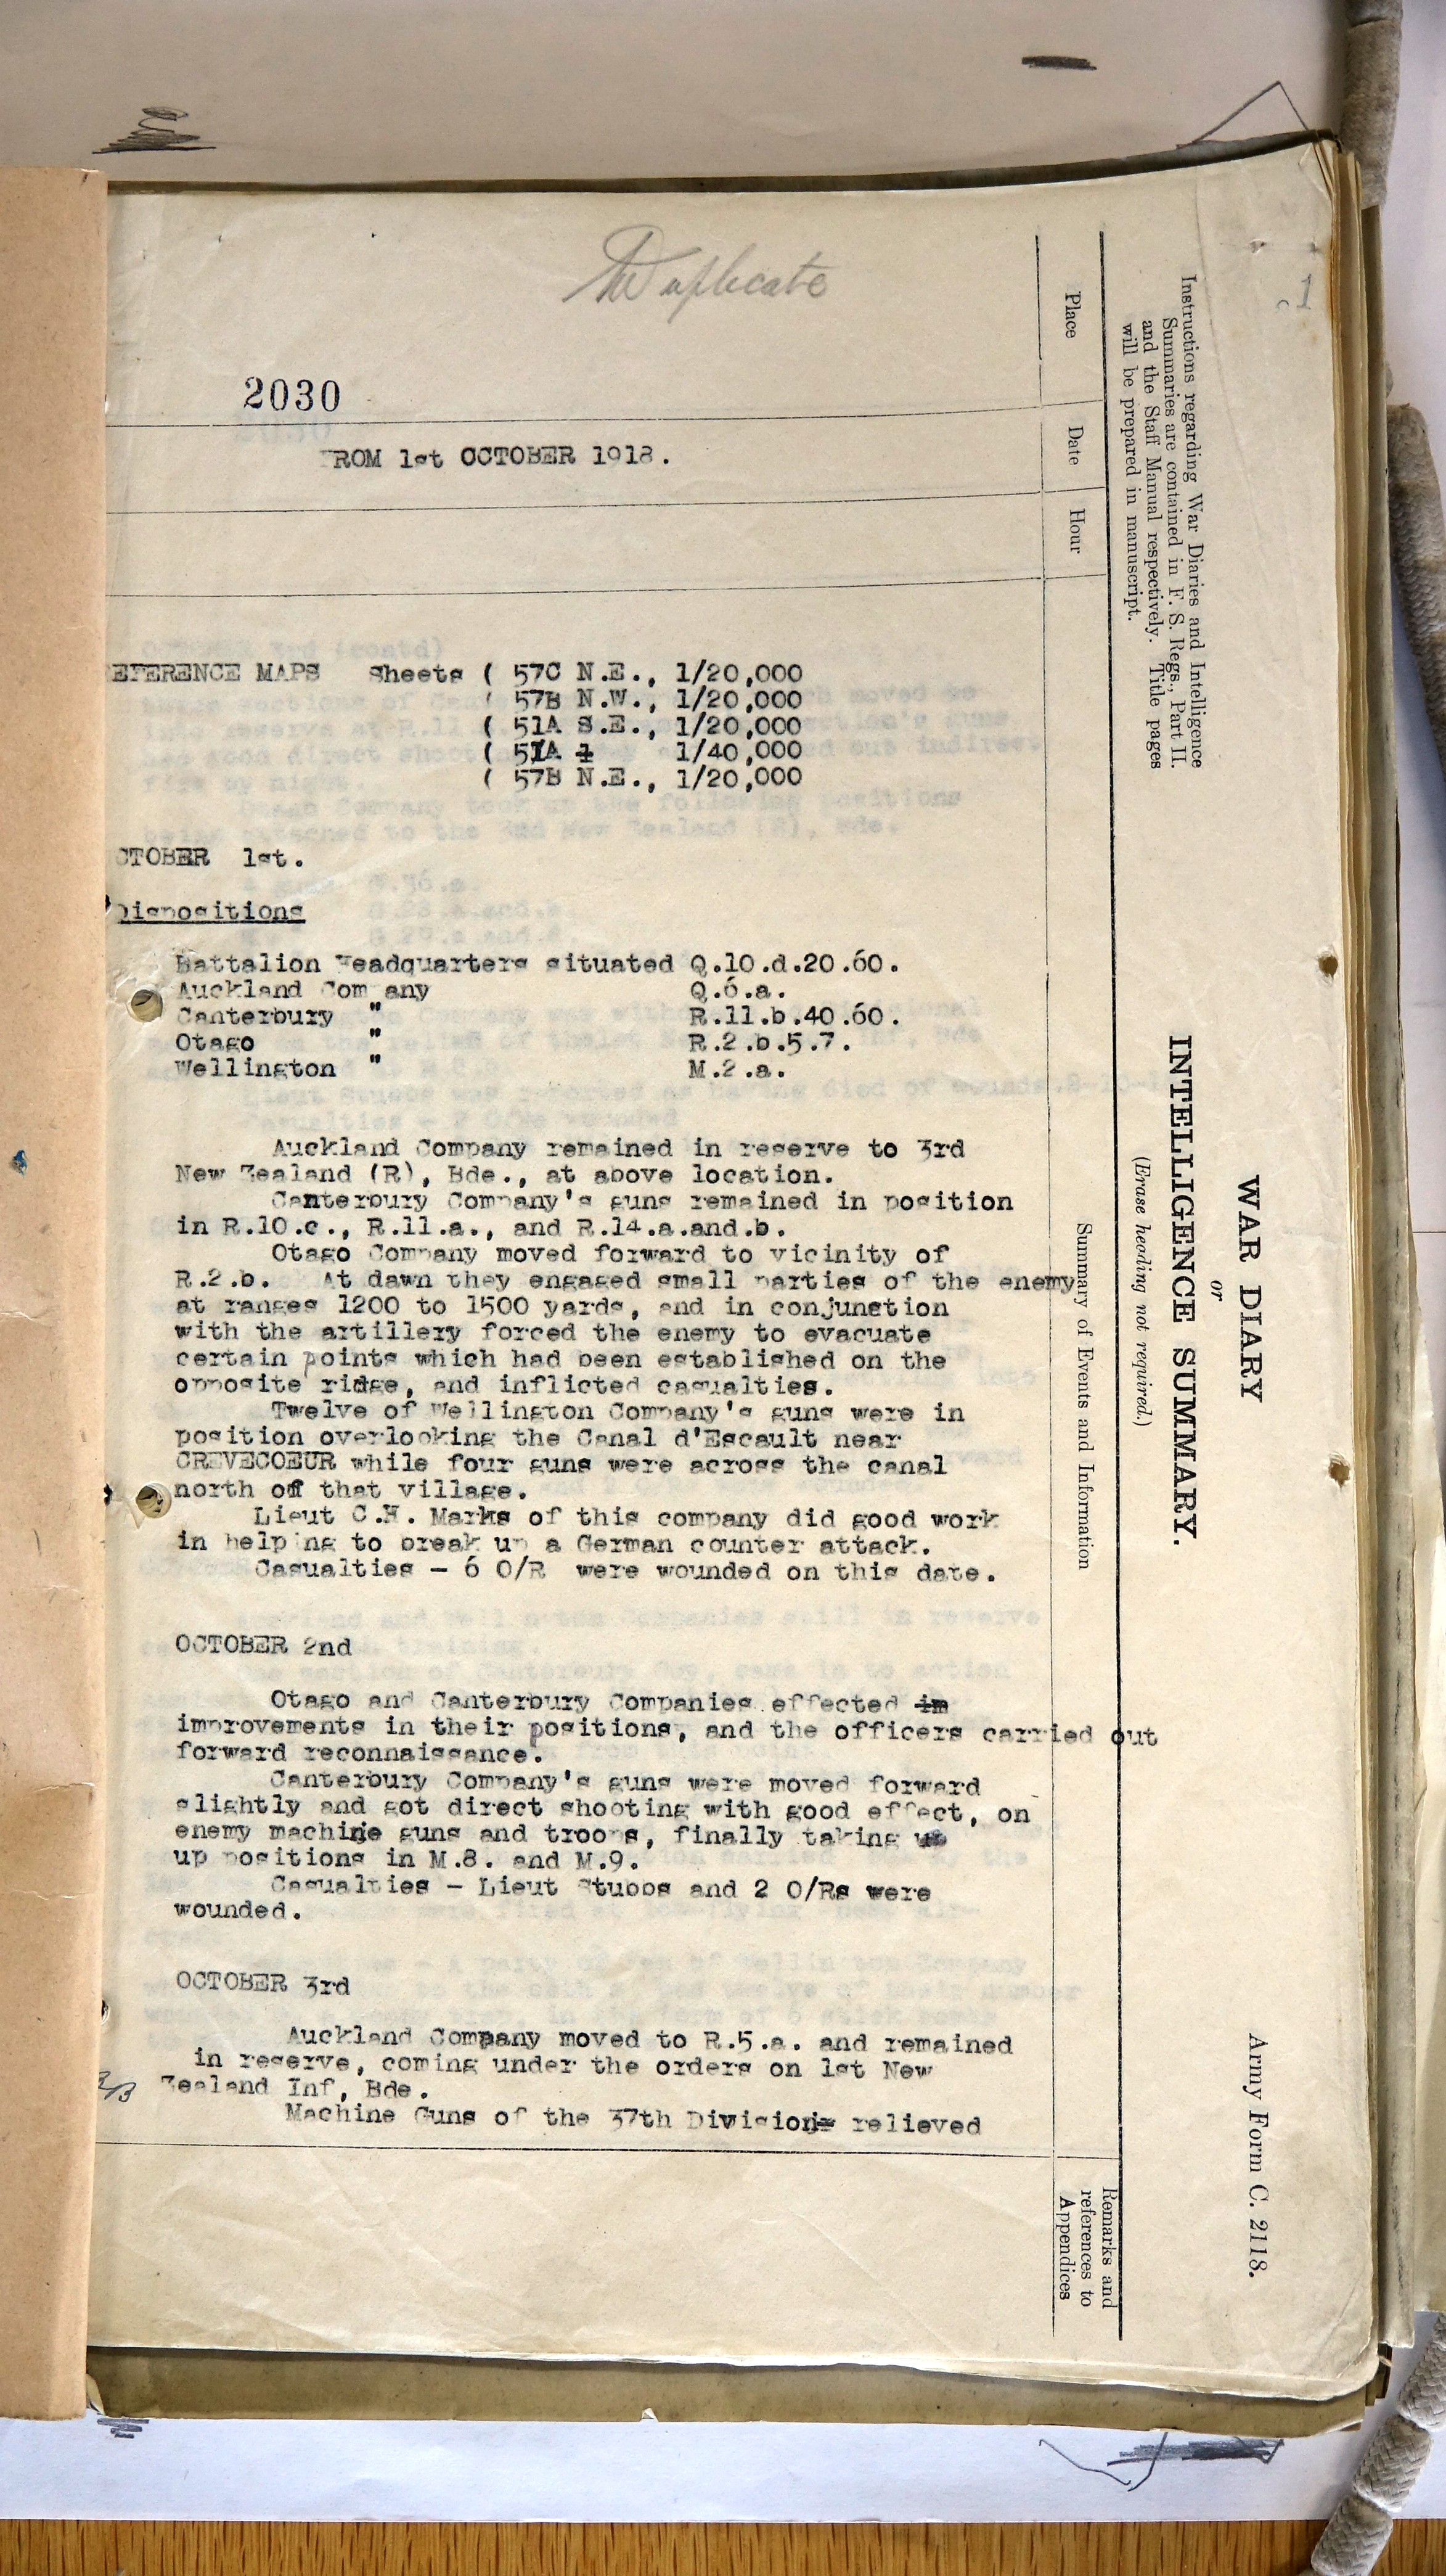 Duplicate
2030
ROM 1st OCTOBER 1918.
EFERENCE MAPS Sheets ( 57C N.E., 1/20,000
( 57B N.W., 1/20,000
( 51A S.E., 1/20,000
( 51A 1/40,000
( 57B N.E., 1/20,000
CTOBER 1st.
Dispositions
Battalion Headquarters situated Q.10.d.20.60.
Auckland Com any Q.6.a.
Canterbury " R.11.b.40.60.
Otago " R.2.b.5.7.
Wellington " M.2.a.
Auckland Company remained in reserve to 3rd
New Zealand (R), Bde., at above location.
Canterbury Company's guns remained in position
in R.10.c., R.11.a., and R.14.a.and.b.
Otago Company moved forward to vicinity of
R.2.b. At dawn they engaged small parties of the enemy
at ranges 1200 to 1500 yards, and in conjunction
with the artillery forced the enemy to evacuate
certain points which had been established on the
opposite ridge, and inflicted casualties.
Twelve of Wellington Company's guns were in
position overlooking the Canal d'Escault near
CREVECOEUR while four guns were across the canal
north of that village.
Lieut C.H. Marks of this company did good work
in helping to break up a German counter attack.
Casualties - 6 O/R were wounded on this date.
OCTOBER 2nd
Otago and Canterbury Companies effected im
improvements in their positions, and the officers carried out
forward reconnaissance.
Canterbury Company's guns were moved forward
slightly and got direct shooting with good effect, on
enemy machine guns and troops, finally taking up
up positions in M.8. and M.9.
Casualties - Lieut Stubbs and 2 O/Rs were
wounded.
OCTOBER 3rd
Auckland Company moved to R.5.a. and remained
in reserve, coming under the orders on 1st New
Zealand Inf, Bde.
Machine Guns of the 37th Division relieved
Army Form C. 2118.
WAR DIARY
or
INTELLIGENCE SUMMARY.
(Erase heading not required.)
Instructions regarding War Diaries and Intelligence
Summaries are contained in F. S. Regs., Part II.
and the Staff Manual respectively. Title pages
will be prepared in manuscript.
Place
Date
Hour
Summary of Events and Information
Remarks and
references to
Appendices
1